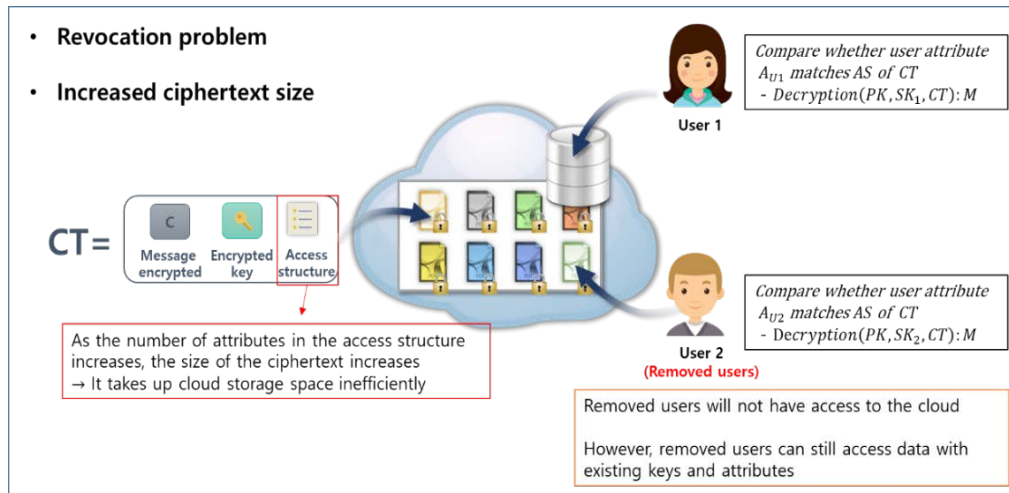 • Revocation problem
• Increased ciphertext size
CT=
C
Message
encrypted
Encrypted
key
Access
structure
As the number of attributes in the access structure
increases, the size of the ciphertext increases
→ It takes up cloud storage space inefficiently
User 1
Compare whether user attribute
A_{U1} matches AS of CT
- Decryption(PK, SK_1, CT): M
User 2
(Removed users)
Compare whether user attribute
A_{U2} matches AS of CT
- Decryption(PK, SK_2, CT): M
Removed users will not have access to the cloud
However, removed users can still access data with
existing keys and attributes